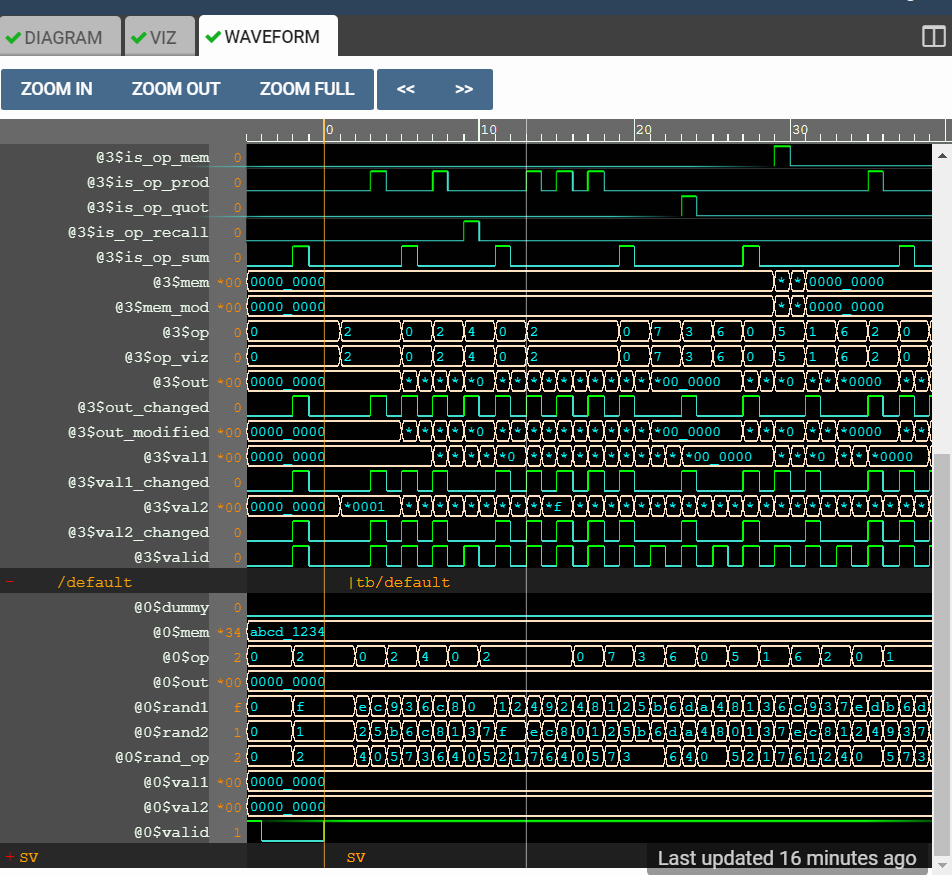 DIAGRAM VIZ WAVEFORM
ZOOM IN ZOOM OUT ZOOM FULL << >>
0 10 20 30
@3$is_op_mem 0
@3$is_op_prod 0
@3$is_op_quot 0
@3$is_op_recall 0
@3$is_op_sum 0
@3$mem *00 0000_0000 * * 0000_0000
@3$mem_mod *00 0000_0000 * * 0000_0000
@3$op 0 0 2 0 2 4 0 2 0 7 3 6 0 5 1 6 2 0
@3$op_viz 0 0 2 0 2 4 0 2 0 7 3 6 0 5 1 6 2 0
@3$out *00 0000_0000 * * * * *0 * * * * * * * * * *00_0000 * * *0 * * *0000 * *
@3$out_changed 0
@3$out_modified *00 0000_0000 * * * * *0 * * * * * * * * * *00_0000 * * *0 * * *0000 * *
@3$val1 *00 0000_0000 * * * * *0 * * * * * * * * * *00_0000 * * *0 * * *0000
@3$val1_changed 0
@3$val2 *00 0000_0000 *0001 * * * * * * * * * *f * * * * * * * * * * * * * * * * * * * * * * *
@3$val2_changed 0
@3$valid 0
/default |tb/default
@0$dummy 0
@0$mem *34 abcd_1234
@0$op 2 0 2 0 2 4 0 2 0 7 3 6 0 5 1 6 2 0 1
@0$out *00 0000_0000
@0$rand1 f 0 f e c 9 3 6 c 8 0 1 2 4 9 2 4 8 1 2 5 b 6 d a 4 8 1 3 6 c 9 3 7 e d b 6 d
@0$rand2 1 0 1 2 5 b 6 c 8 1 3 7 f e c 8 0 1 2 5 b 6 d a 4 8 0 1 3 7 e c 8 1 2 4 9 3 7
@0$rand_op 2 0 2 4 0 5 7 3 6 4 0 5 2 1 7 6 4 0 5 7 3 6 4 0 5 2 1 7 6 1 2 4 0 5 7 3
@0$val1 *00 0000_0000
@0$val2 *00 0000_0000
@0$valid 1
+ SV SV
Last updated 16 minutes ago